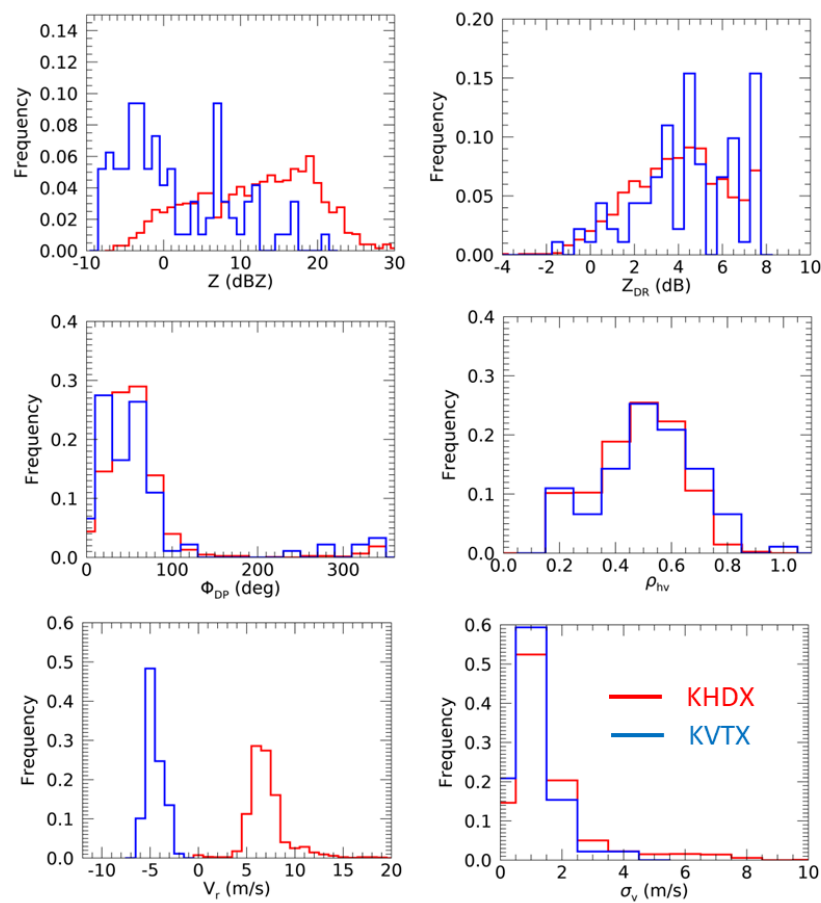 0.14
0.12
0.10
0.08
0.06
0.04
0.02
0.00
Frequency
-10 0 10 20 30
Z (dBZ)
0.20
0.15
0.10
0.05
0.00
Frequency
-4 -2 0 2 4 6 8 10
Z_DR (dB)
0.4
0.3
0.2
0.1
0.0
Frequency
0 100 200 300
Φ_DP (deg)
0.4
0.3
0.2
0.1
0.0
Frequency
0.0 0.2 0.4 0.6 0.8 1.0
ρ_hv
0.6
0.5
0.4
0.3
0.2
0.1
0.0
Frequency
-10 -5 0 5 10 15 20
V_r (m/s)
0.6
0.5
0.4
0.3
0.2
0.1
0.0
Frequency
KHDX
KVTX
0 2 4 6 8 10
σ_v (m/s)